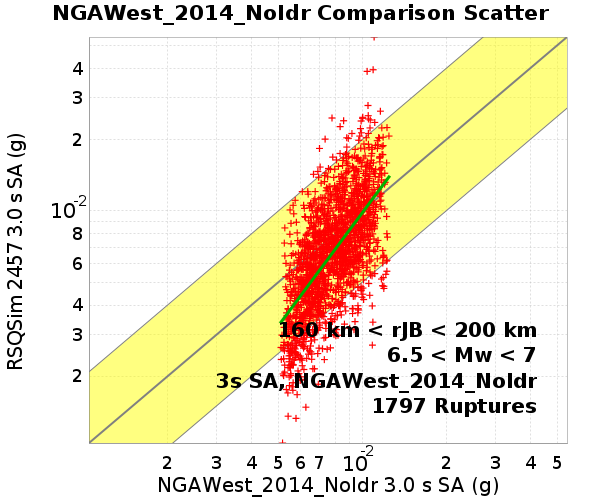 NGAWest_2014_NoIdr Comparison Scatter
RSQSim 2457 3.0 s SA (g)
4
3
2
10-2
8
6
4
3
2
160 km < rJB < 200 km
6.5 < Mw < 7
3s SA, NGAWest_2014_NoIdr
1797 Ruptures
2 3 4 5 6 7 10-2 2 3 4 5
NGAWest_2014_NoIdr 3.0 s SA (g)